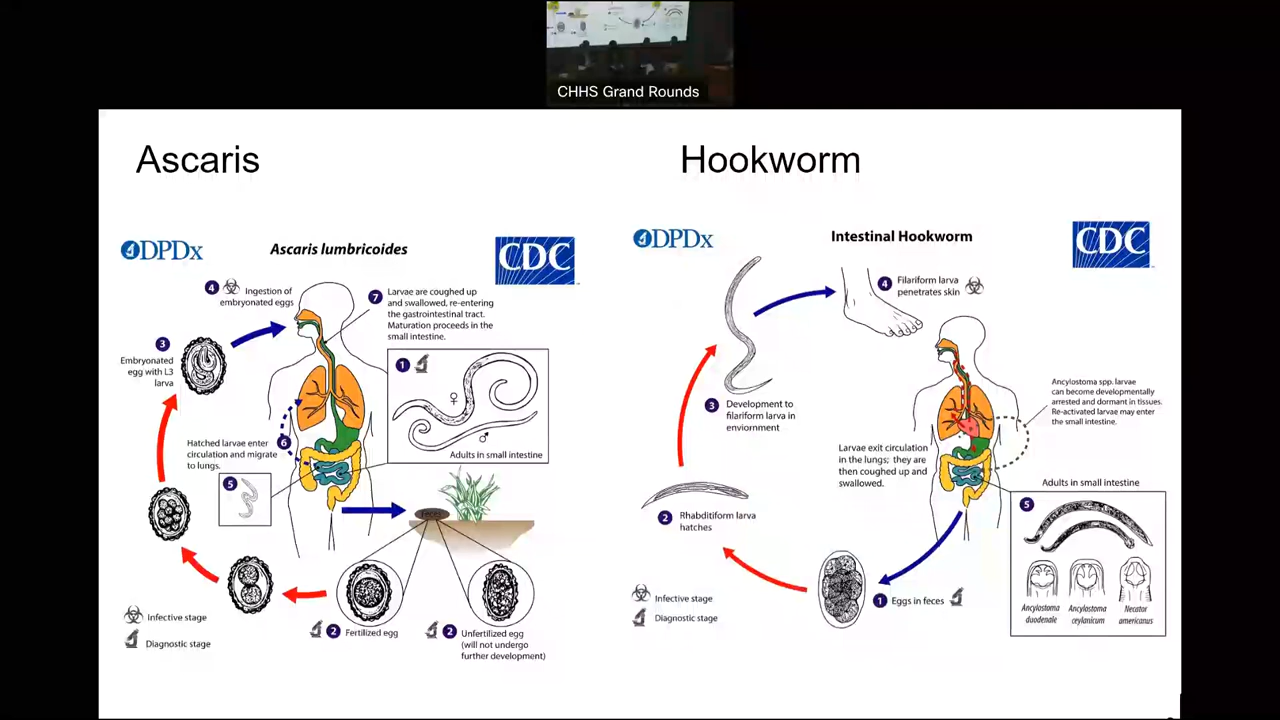 CHHS Grand Rounds
Ascaris
Hookworm
DPDx
Ascaris lumbricoides
CDC
4
Ingestion of
embryonated eggs
7
Larvae are coughed up
and swallowed, re-entering
the gastrointestinal tract.
Maturation proceeds in the
small intestine.
3
Embryonated
egg with L3
larva
1
♀
♂
Adults in small intestine
Hatched larvae enter
circulation and migrate
to lungs.
6
5
Feces
2 Fertilized egg
2 Unfertilized egg
(will not undergo
further development)
Infective stage
Diagnostic stage
DPDx
Intestinal Hookworm
CDC
4 Filariform larva
penetrates skin
3 Development to
filariform larva in
enviornment
Ancylostoma spp. larvae
can become developmentally
arrested and dormant in tissues.
Re-activated larvae may enter
the small intestine.
Larvae exit circulation
in the lungs; they are
then coughed up and
swallowed.
Adults in small intestine
5
Ancylostoma
duodenale
Ancylostoma
ceylanicum
Necator
americanus
2 Rhabditiform larva
hatches
1 Eggs in feces
Infective stage
Diagnostic stage